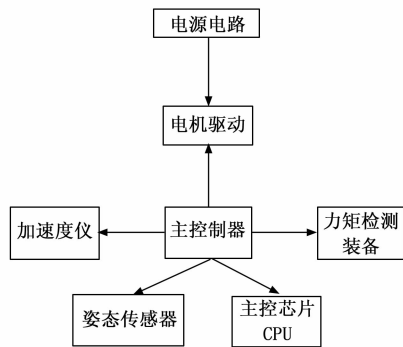 电源电路
电机驱动
加速度仪
主控制器
力矩检测
装备
姿态传感器
主控芯片
CPU